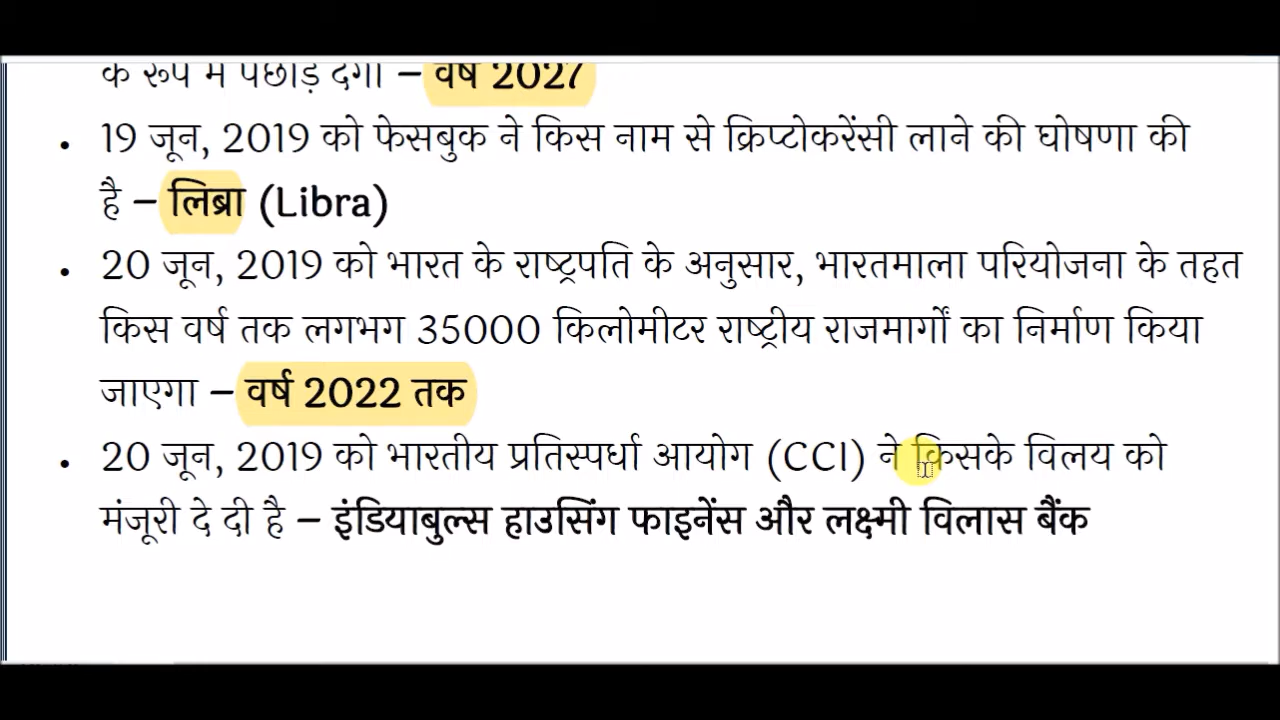 के रूप में पछाड़ देगा – वर्ष 2027
• 19 जून, 2019 को फेसबुक ने किस नाम से क्रिप्टोकरेंसी लाने की घोषणा की
है – लिब्रा (Libra)
• 20 जून, 2019 को भारत के राष्ट्रपति के अनुसार, भारतमाला परियोजना के तहत
किस वर्ष तक लगभग 35000 किलोमीटर राष्ट्रीय राजमार्गों का निर्माण किया
जाएगा – वर्ष 2022 तक
• 20 जून, 2019 को भारतीय प्रतिस्पर्धा आयोग (CCI) ने किसके विलय को
मंजूरी दे दी है – इंडियाबुल्स हाउसिंग फाइनेंस और लक्ष्मी विलास बैंक